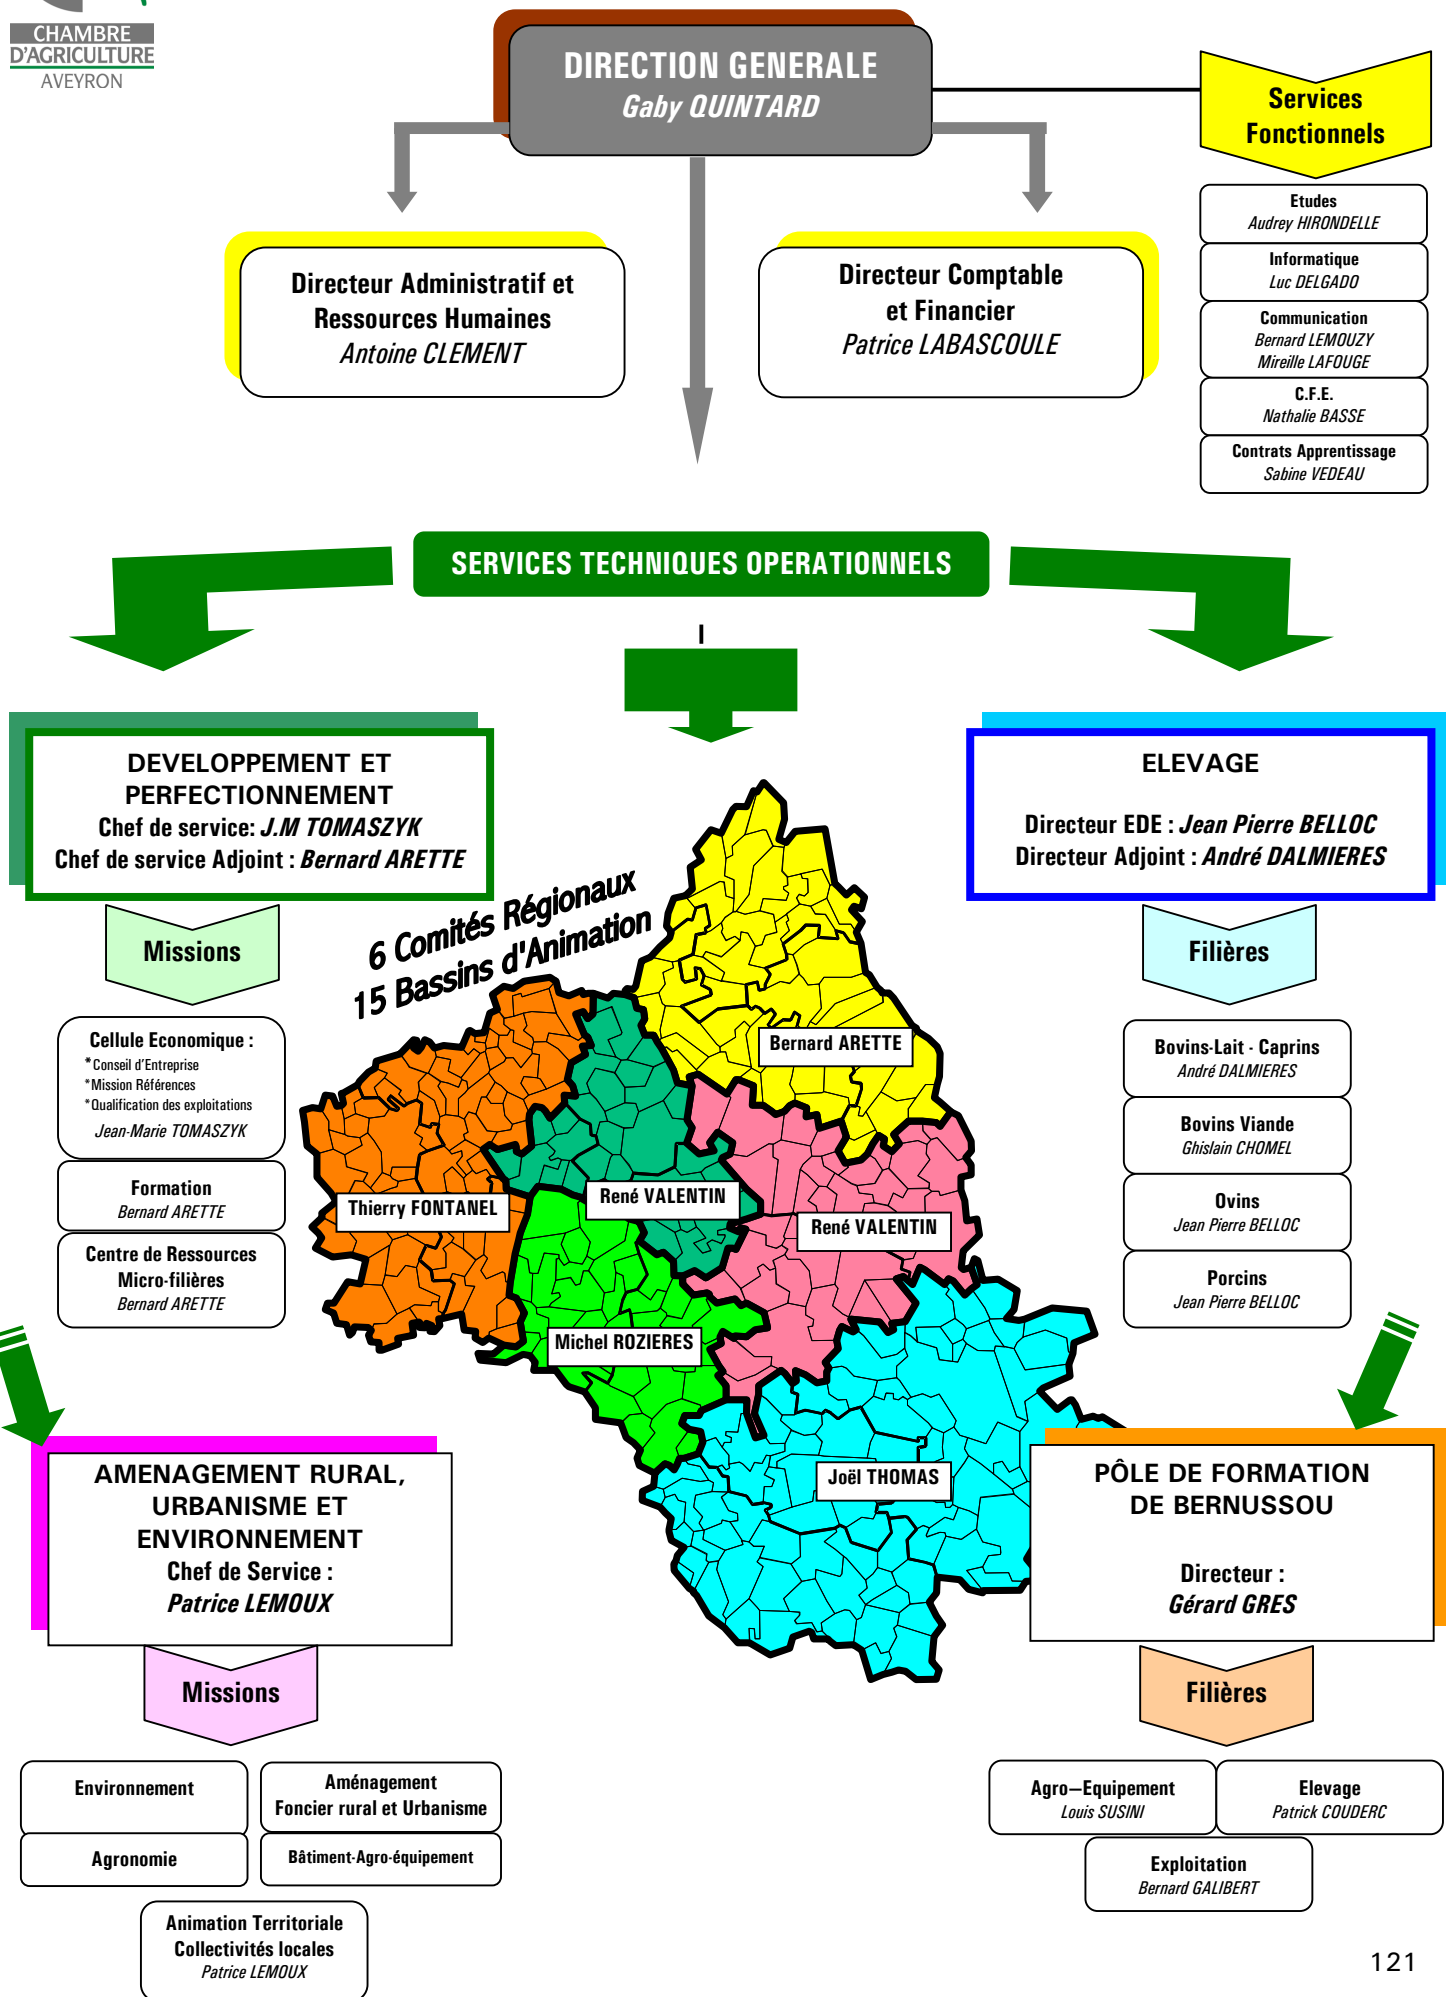 CHAMBRE
D'AGRICULTURE
AVEYRON
DIRECTION GENERALE
Gaby QUINTARD
Services
Fonctionnels
Etudes
Audrey HIRONDELLE
Informatique
Luc DELGADO
Communication
Bernard LEMOUZY
Mireille LAFOUGE
C.F.E.
Nathalie BASSE
Contrats Apprentissage
Sabine VEDEAU
Directeur Administratif et
Ressources Humaines
Antoine CLEMENT
Directeur Comptable
et Financier
Patrice LABASCOULE
SERVICES TECHNIQUES OPERATIONNELS
DEVELOPPEMENT ET
PERFECTIONNEMENT
Chef de service: J.M TOMASZYK
Chef de service Adjoint : Bernard ARETTE
ELEVAGE
Directeur EDE : Jean Pierre BELLOC
Directeur Adjoint : André DALMIERES
Missions
Cellule Economique :
*Conseil d'Entreprise
*Mission Références
*Qualification des exploitations
Jean-Marie TOMASZYK
Formation
Bernard ARETTE
Centre de Ressources
Micro-filières
Bernard ARETTE
6 Comités Régionaux
15 Bassins d'Animation
Bernard ARETTE
Thierry FONTANEL
René VALENTIN
René VALENTIN
Michel ROZIERES
Joël THOMAS
Filières
Bovins-Lait - Caprins
André DALMIERES
Bovins Viande
Ghislain CHOMEL
Ovins
Jean Pierre BELLOC
Porcins
Jean Pierre BELLOC
AMENAGEMENT RURAL,
URBANISME ET
ENVIRONNEMENT
Chef de Service :
Patrice LEMOUX
Missions
Environnement
Aménagement
Foncier rural et Urbanisme
Agronomie
Bâtiment-Agro-équipement
Animation Territoriale
Collectivités locales
Patrice LEMOUX
PÔLE DE FORMATION
DE BERNUSSOU
Directeur :
Gérard GRES
Filières
Agro–Equipement
Louis SUSINI
Elevage
Patrick COUDERC
Exploitation
Bernard GALIBERT
121